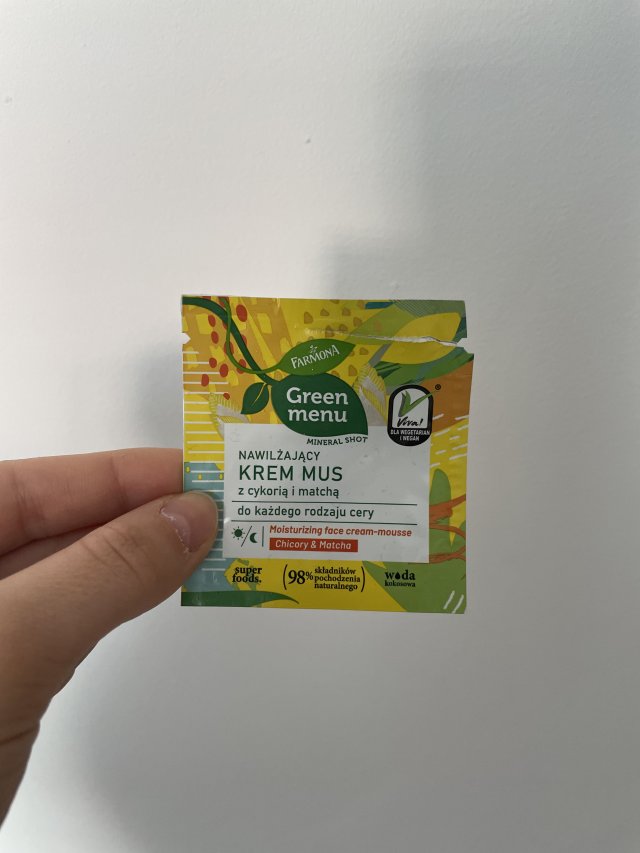 FARMONA
Green
menu
MINERAL SHOT
®
Viva!
DLA WEGETARIAN
I WEGAN
NAWILŻAJĄCY
KREM MUS
z cykorią i matchą
do każdego rodzaju cery
Moisturizing face cream-mousse
Chicory & Matcha
super
foods.
(98% składników
pochodzenia
naturalnego)
woda
kokosowa